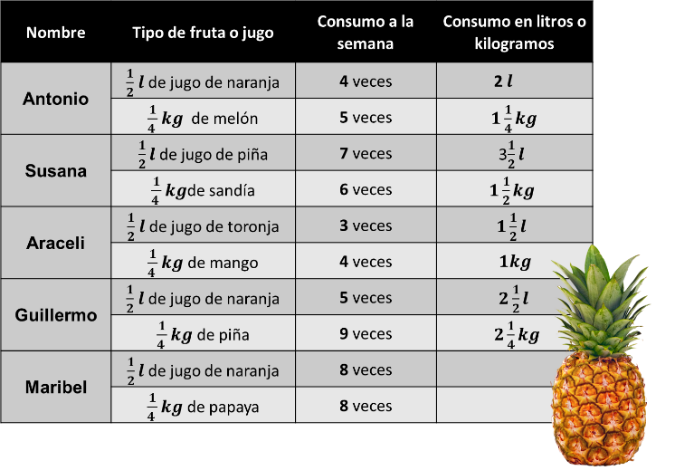 Nombre
Tipo de fruta o jugo
Consumo a la
semana
Consumo en litros o
kilogramos
Antonio
1/2 l de jugo de naranja
4 veces
2 l
1/4 kg de melón
5 veces
1 1/4 kg
Susana
1/2 l de jugo de piña
7 veces
3 1/2 l
1/4 kg de sandía
6 veces
1 1/2 kg
Araceli
1/2 l de jugo de toronja
3 veces
1 1/2 l
1/4 kg de mango
4 veces
1kg
Guillermo
1/2 l de jugo de naranja
5 veces
2 1/2 l
1/4 kg de piña
9 veces
2 1/4 kg
Maribel
1/2 l de jugo de naranja
8 veces
1/4 kg de papaya
8 veces